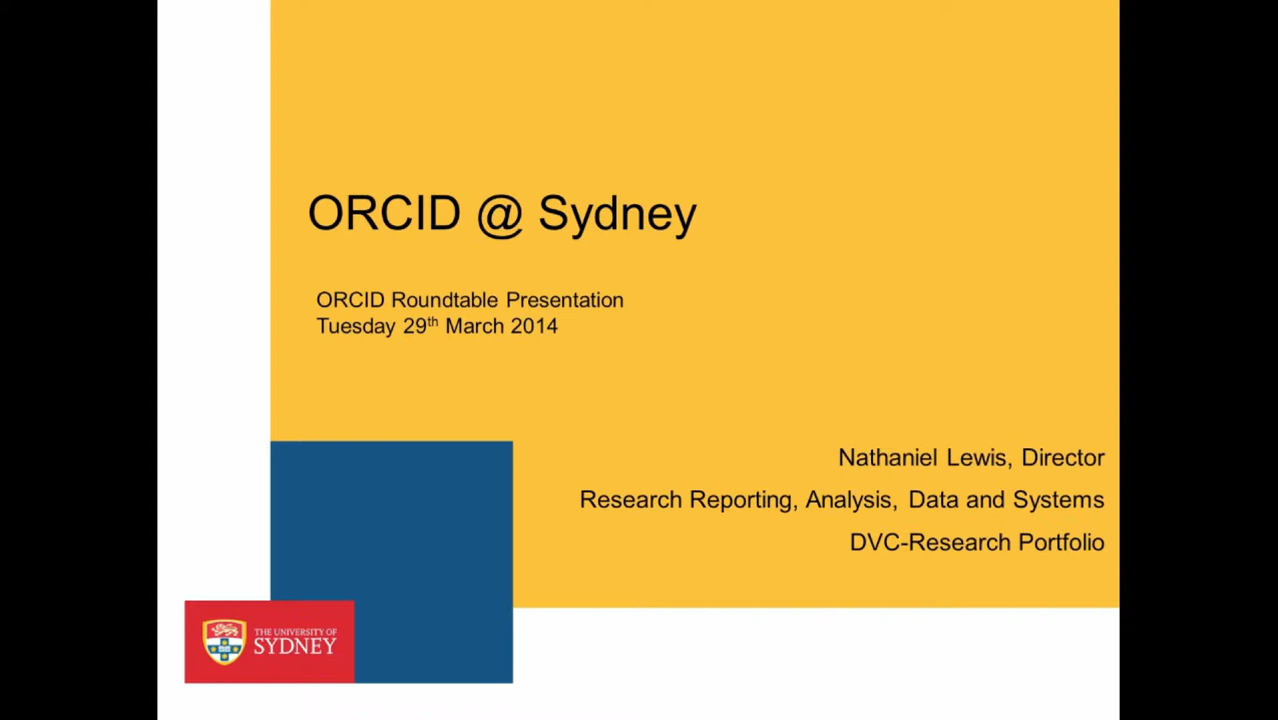 ORCID @ Sydney
ORCID Roundtable Presentation
Tuesday 29th March 2014
Nathaniel Lewis, Director
Research Reporting, Analysis, Data and Systems
DVC-Research Portfolio
THE UNIVERSITY OF
SYDNEY